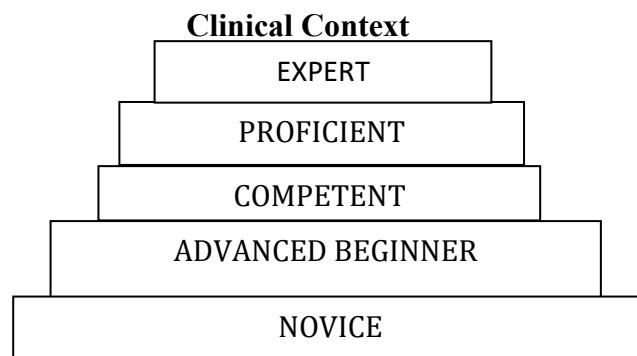 Clinical Context
EXPERT
PROFICIENT
COMPETENT
ADVANCED BEGINNER
NOVICE